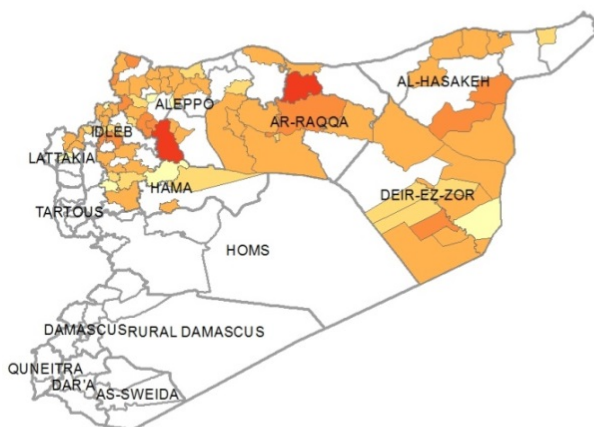 AL-HASAKEH
ALEPPO
AR-RAQQA
IDLEB
LATTAKIA
HAMA
DEIR-EZ-ZOR
TARTOUS
HOMS
DAMASCUS
RURAL DAMASCUS
QUNEITRA
DAR'A
AS-SWEIDA